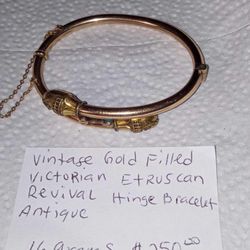 Vintage Gold Filled
Victorian Etruscan
Revival Hinge Bracelet
Antique
16 Grams $250.00